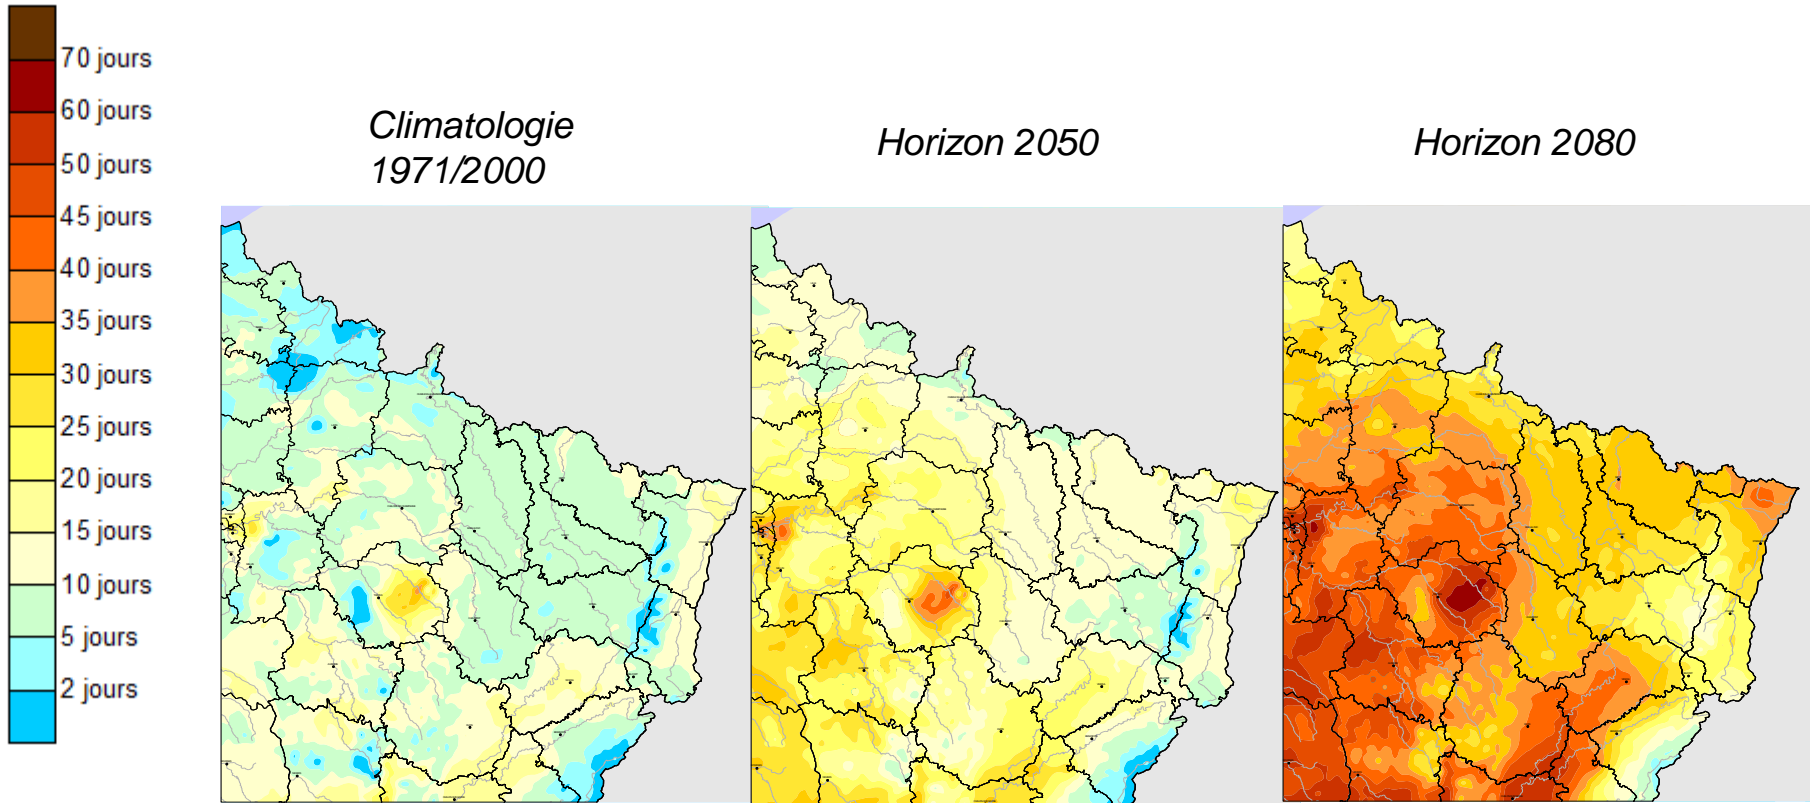 70 jours
60 jours
50 jours
45 jours
40 jours
35 jours
30 jours
25 jours
20 jours
15 jours
10 jours
5 jours
2 jours
Climatologie
1971/2000
Horizon 2050
Horizon 2080